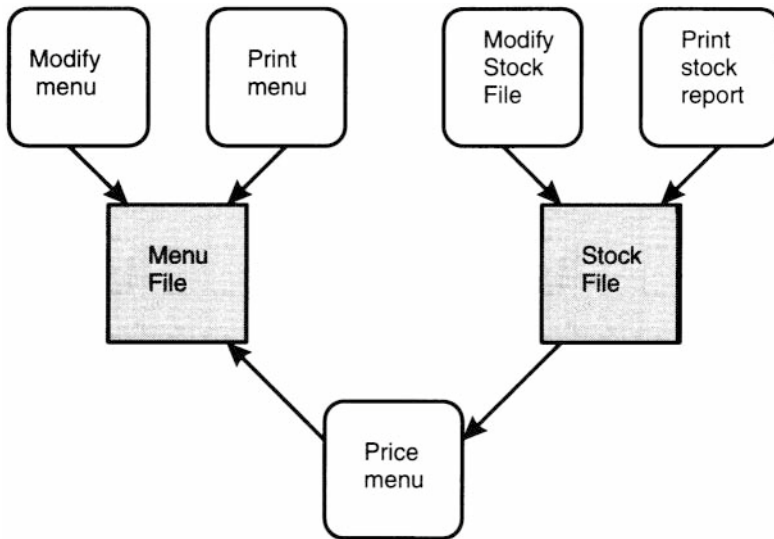 Modify
menu
Print
menu
Modify
Stock
File
Print
stock
report
Menu
File
Stock
File
Price
menu